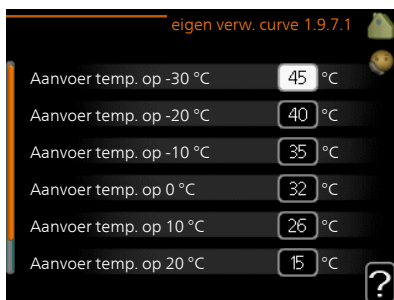 eigen verw. curve 1.9.7.1
Aanvoer temp. op -30 °C 45 °C
Aanvoer temp. op -20 °C 40 °C
Aanvoer temp. op -10 °C 35 °C
Aanvoer temp. op 0 °C 32 °C
Aanvoer temp. op 10 °C 26 °C
Aanvoer temp. op 20 °C 15 °C
?